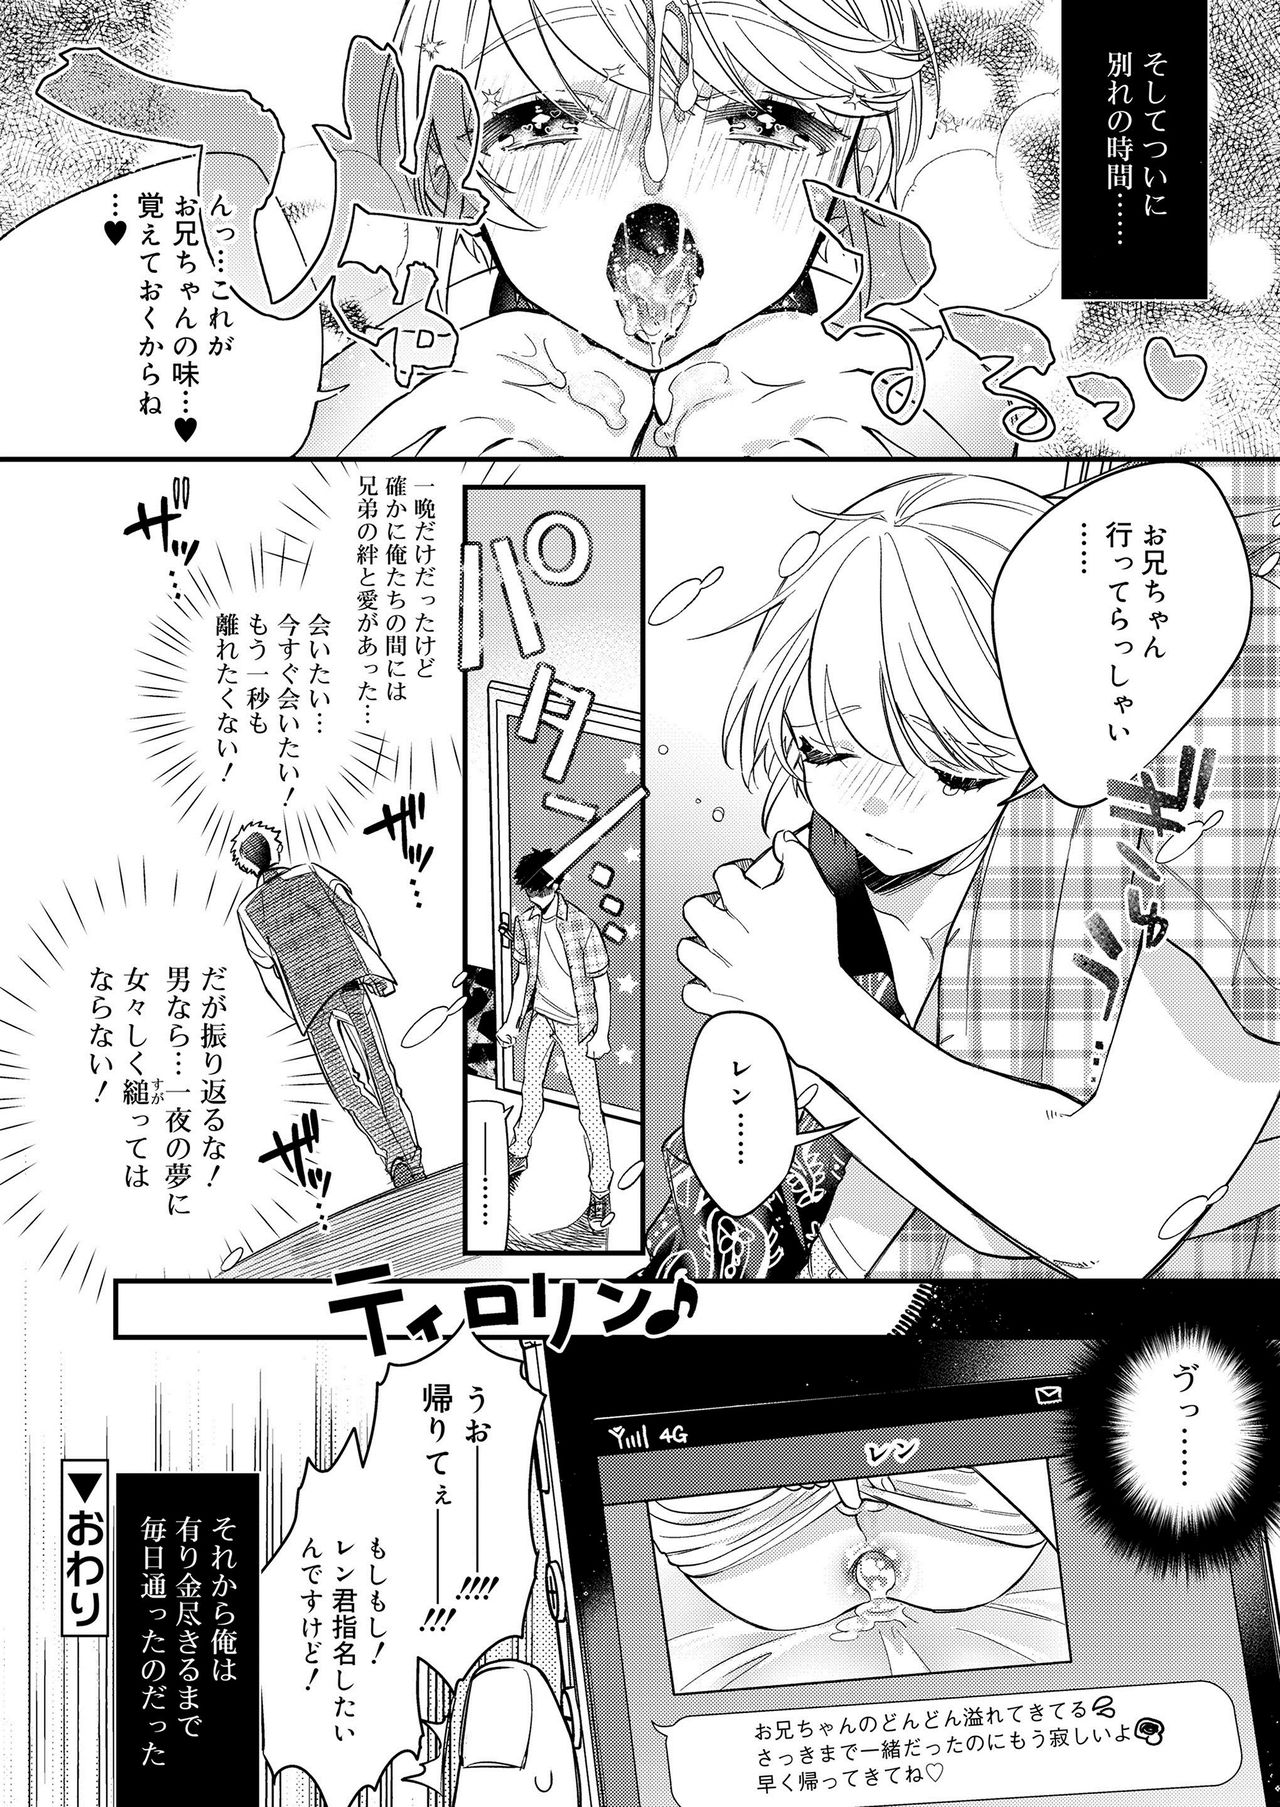 そしてついに
別れの時間……
んっ…これが
お兄ちゃんの味…♥
覚えておくからね
…♥
お兄ちゃん
行ってらっしゃい
……
レン……
パタン…
………
一晩だけだったけど
確かに俺たちの間には
兄弟の絆と愛があった…
ザッ…
会いたい…
今すぐ会いたい!
もう一秒も
離れたくない!
ザッ…
だが振り返るな!
男なら…一夜の夢に
女々しく縋っては
すが
ならない!
ザッ…
ティロリン♪
ゔっ……
4G
レン
お兄ちゃんのどんどん溢れてきてる
さっきまで一緒だったのにもう寂しいよ
早く帰ってきてね♡
うお――!!!!
帰りてぇ――!!!
もしもし!
レン君指名したい
んですけど!
それから俺は
有り金尽きるまで
毎日通ったのだった
▼おわり